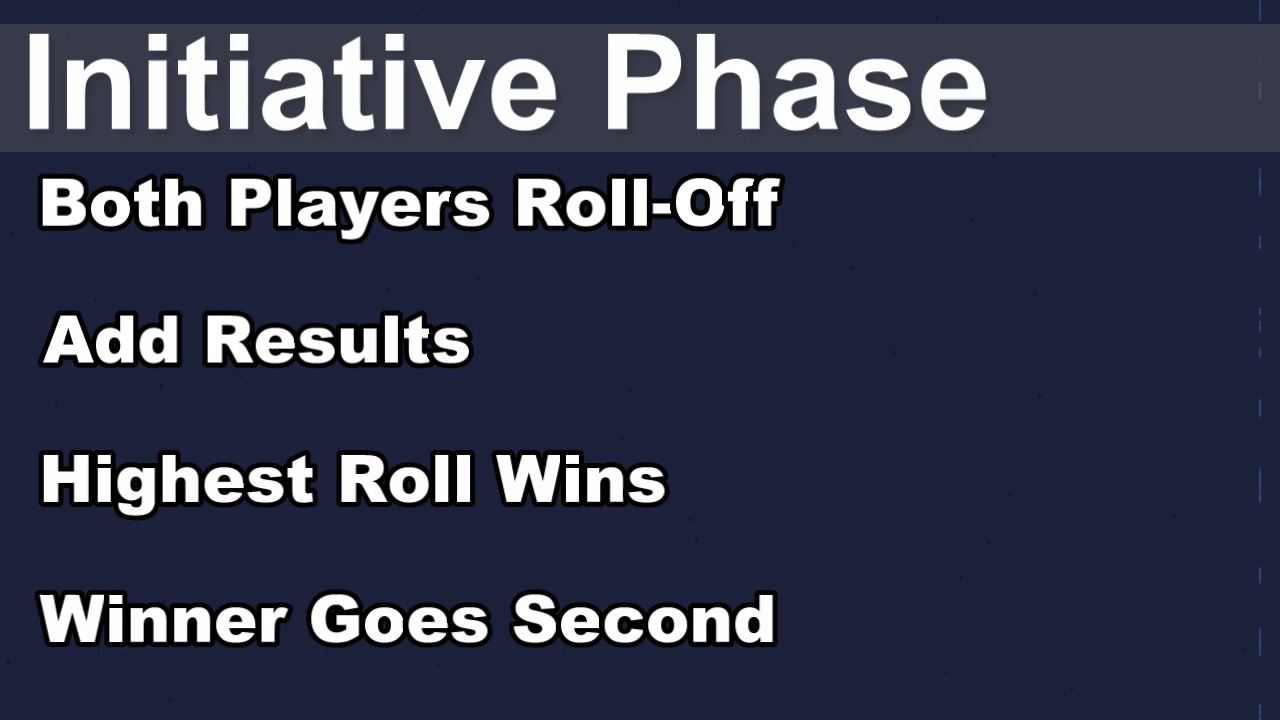 Initiative Phase
Both Players Roll-Off
Add Results
Highest Roll Wins
Winner Goes Second